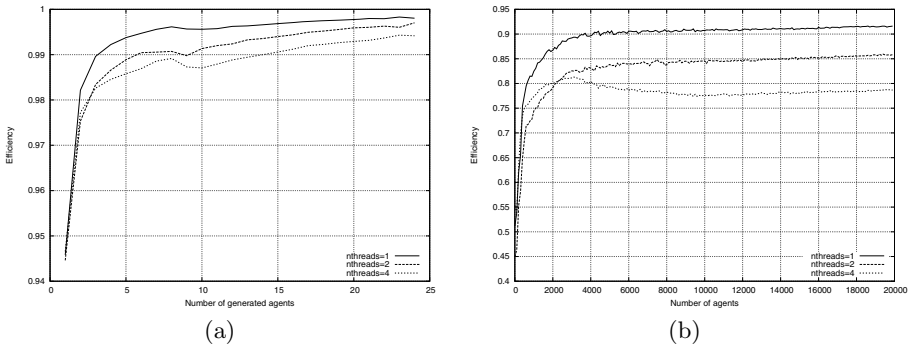 1
0.99
0.98
0.97
0.96
0.95
0.94
Efficiency
0 5 10 15 20 25
Number of generated agents
nthreads=1
nthreads=2
nthreads=4
(a)
0.95
0.9
0.85
0.8
0.75
0.7
0.65
0.6
0.55
0.5
0.45
0.4
Efficiency
0 2000 4000 6000 8000 10000 12000 14000 16000 18000 20000
Number of agents
nthreads=1
nthreads=2
nthreads=4
(b)